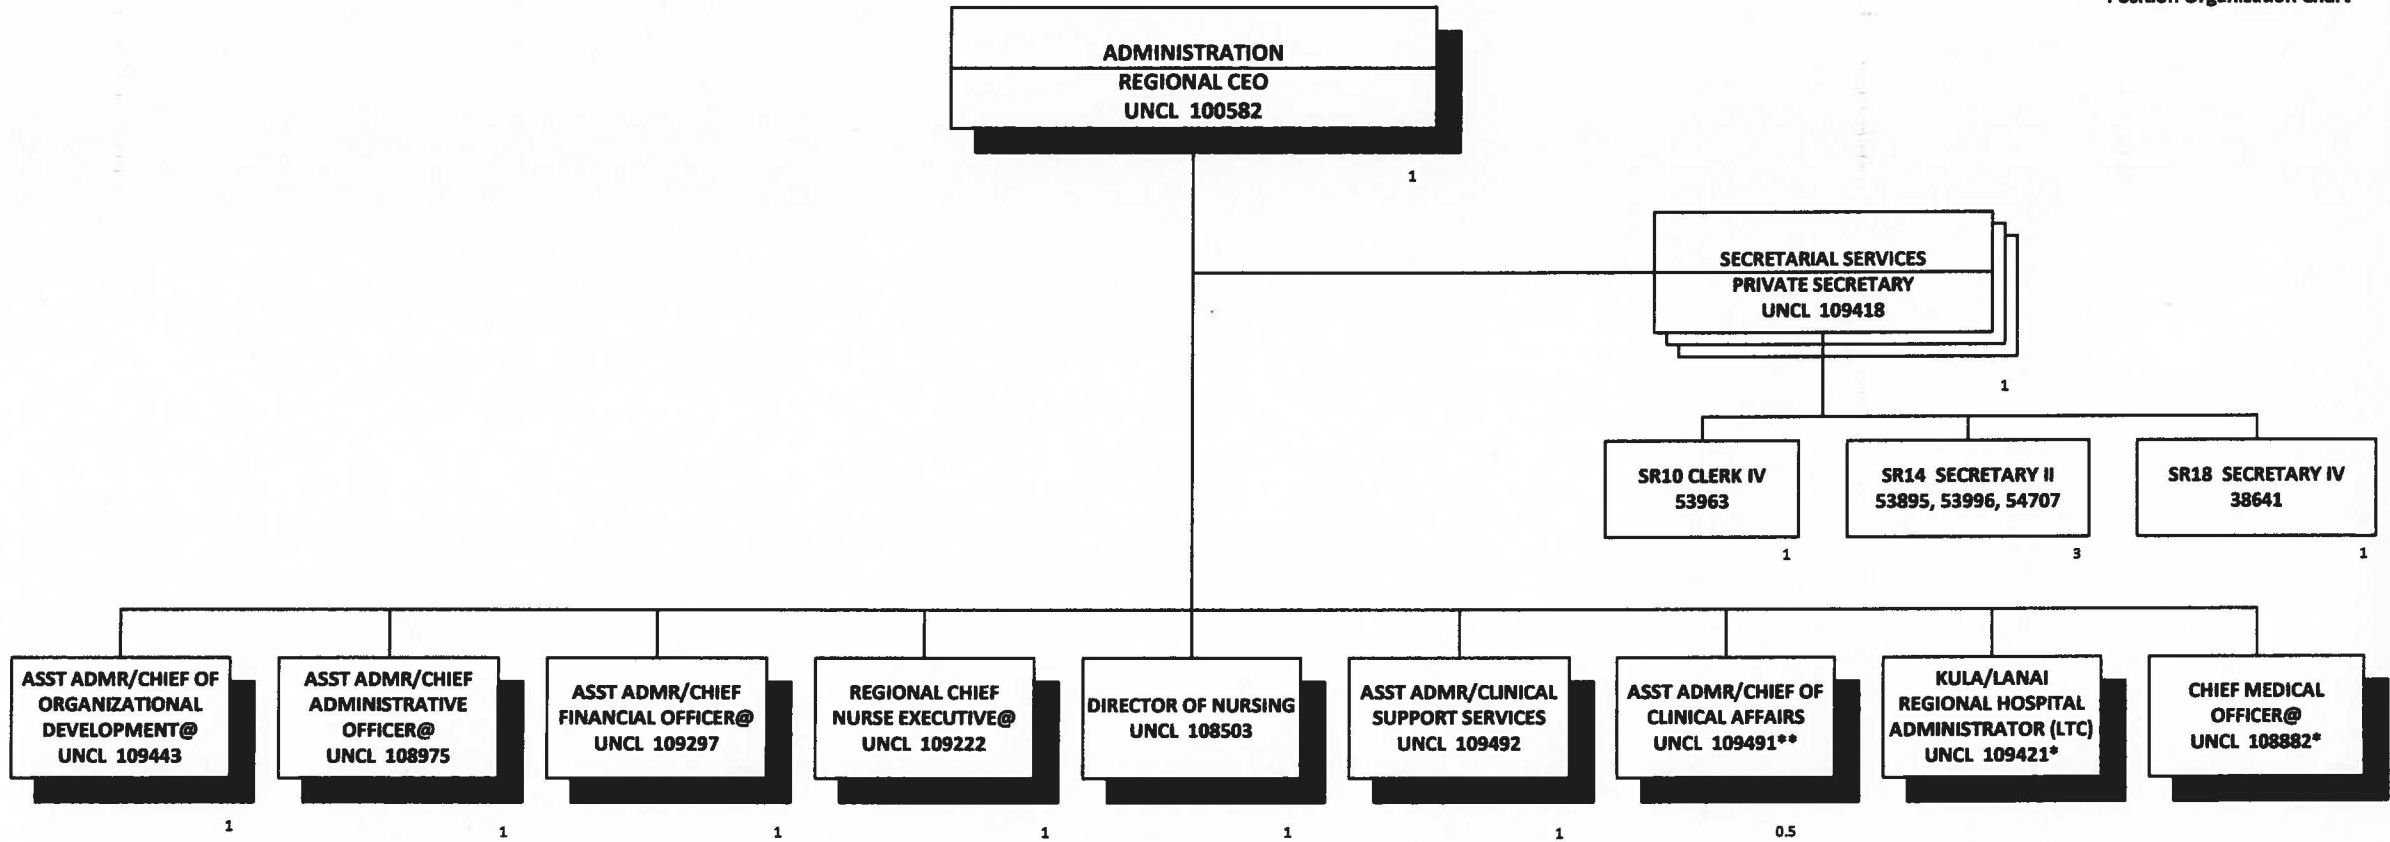 Position Organization Chart
ADMINISTRATION
REGIONAL CEO
UNCL 100582
1
SECRETARIAL SERVICES
PRIVATE SECRETARY
UNCL 109418
1
SR10 CLERK IV
53963
1
SR14 SECRETARY II
53895, 53996, 54707
3
SR18 SECRETARY IV
38641
1
ASST ADMR/CHIEF OF
ORGANIZATIONAL
DEVELOPMENT@
UNCL 109443
1
ASST ADMR/CHIEF
ADMINISTRATIVE
OFFICER@
UNCL 108975
1
ASST ADMR/CHIEF
FINANCIAL OFFICER@
UNCL 109297
1
REGIONAL CHIEF
NURSE EXECUTIVE@
UNCL 109222
1
DIRECTOR OF NURSING
UNCL 108503
1
ASST ADMR/CLINICAL
SUPPORT SERVICES
UNCL 109492
1
ASST ADMR/CHIEF OF
CLINICAL AFFAIRS
UNCL 109491**
0.5
KULA/LANAI
REGIONAL HOSPITAL
ADMINISTRATOR (LTC)
UNCL 109421*
CHIEF MEDICAL
OFFICER@
UNCL 108882*